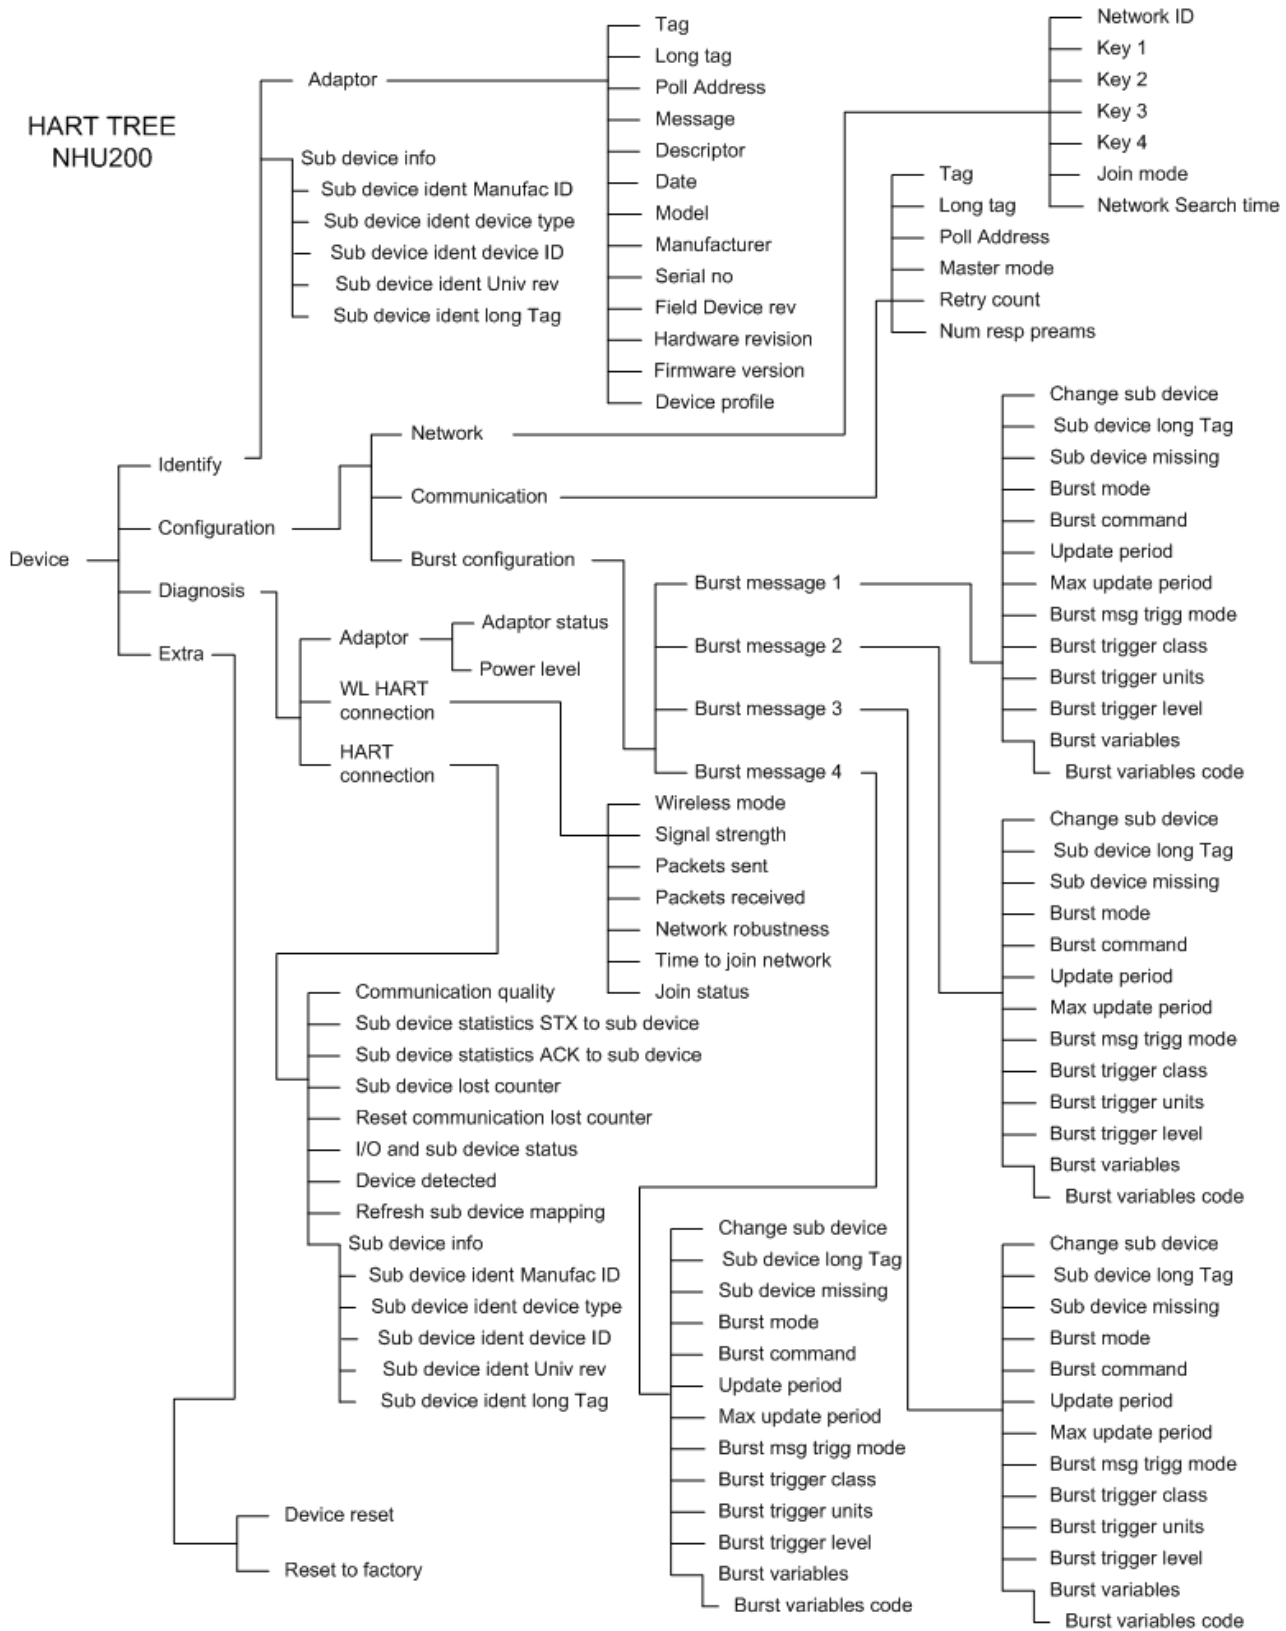 HART TREE
NHU200
Device
Identify
Adaptor
Tag
Long tag
Poll Address
Message
Descriptor
Date
Model
Manufacturer
Serial no
Field Device rev
Hardware revision
Firmware version
Device profile
Sub device info
Sub device ident Manufac ID
Sub device ident device type
Sub device ident device ID
Sub device ident Univ rev
Sub device ident long Tag
Configuration
Network
Network ID
Key 1
Key 2
Key 3
Key 4
Join mode
Network Search time
Communication
Tag
Long tag
Poll Address
Master mode
Retry count
Num resp preams
Burst configuration
Burst message 1
Change sub device
Sub device long Tag
Sub device missing
Burst mode
Burst command
Update period
Max update period
Burst msg trigg mode
Burst trigger class
Burst trigger units
Burst trigger level
Burst variables
Burst variables code
Burst message 2
Change sub device
Sub device long Tag
Sub device missing
Burst mode
Burst command
Update period
Max update period
Burst msg trigg mode
Burst trigger class
Burst trigger units
Burst trigger level
Burst variables
Burst variables code
Burst message 3
Change sub device
Sub device long Tag
Sub device missing
Burst mode
Burst command
Update period
Max update period
Burst msg trigg mode
Burst trigger class
Burst trigger units
Burst trigger level
Burst variables
Burst variables code
Burst message 4
Change sub device
Sub device long Tag
Sub device missing
Burst mode
Burst command
Update period
Max update period
Burst msg trigg mode
Burst trigger class
Burst trigger units
Burst trigger level
Burst variables
Burst variables code
Diagnosis
Adaptor
Adaptor status
Power level
WL HART
connection
Wireless mode
Signal strength
Packets sent
Packets received
Network robustness
Time to join network
Join status
HART
connection
Communication quality
Sub device statistics STX to sub device
Sub device statistics ACK to sub device
Sub device lost counter
Reset communication lost counter
I/O and sub device status
Device detected
Refresh sub device mapping
Sub device info
Sub device ident Manufac ID
Sub device ident device type
Sub device ident device ID
Sub device ident Univ rev
Sub device ident long Tag
Extra
Device reset
Reset to factory